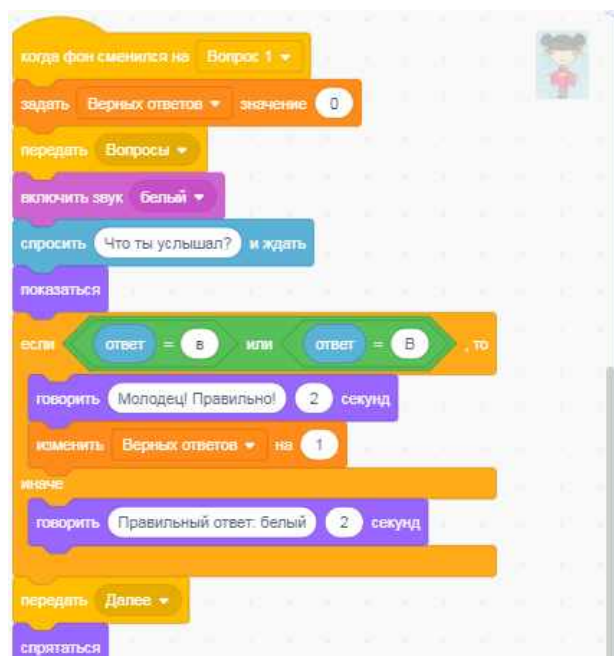 когда фон сменился на Вопрос 1
задать Верных ответов значение 0
передать Вопросы
включить звук белый
спросить Что ты услышал? и ждать
показаться
если ответ = в или ответ = В , то
говорить Молодец! Правильно! 2 секунд
изменить Верных ответов на 1
иначе
говорить Правильный ответ: белый 2 секунд
передать Далее
спрятаться